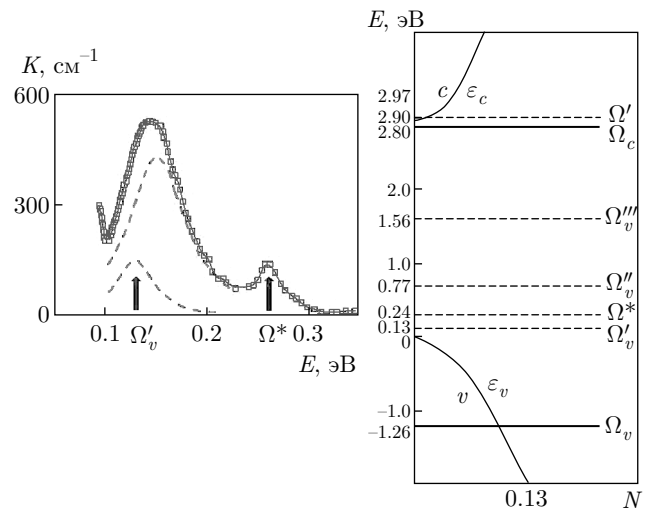 K, см⁻¹
600
300
0
0.1 Ω′ᵥ 0.2 Ω* 0.3
E, эВ
E, эВ
c εc
2.97
2.90 Ω′
2.80 Ωc
2.0
1.56 Ω‴ᵥ
1.0
0.77 Ω″ᵥ
0.24 Ω*
0.13 Ω′ᵥ
0
v εᵥ
−1.0
−1.26 Ωᵥ
0.13 N